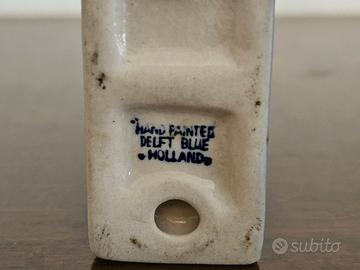 HAND PAINTED
DELFT BLUE
HOLLAND
subito